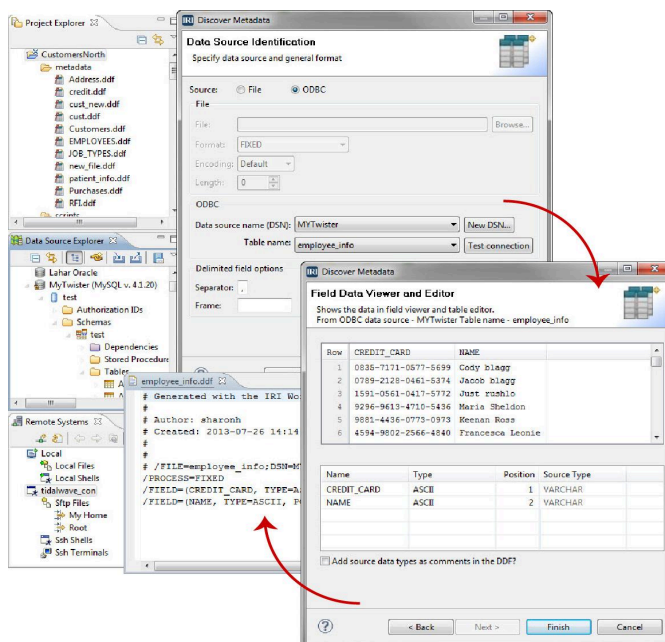 Project Explorer
CustomersNorth
metadata
Address.ddf
credit.ddf
cust_new.ddf
cust.ddf
Customers.ddf
EMPLOYEES.ddf
JOB_TYPES.ddf
new_file.ddf
patient_info.ddf
Purchases.ddf
RFI.ddf
scripts
Data Source Explorer
Lahar Oracle
MyTwister (MySQL v. 4.1.20)
test
Authorization IDs
Schemas
test
Dependencies
Stored Procedure
Tables
Remote Systems
Local
Local Files
Local Shells
tidalwave_con
Sftp Files
My Home
Root
Ssh Shells
Ssh Terminals
IRI Discover Metadata
Data Source Identification
Specify data source and general format
Source: File ODBC
File
File: Browse...
Format: FIXED
Encoding: Default
Length: 0
ODBC
Data source name (DSN): MYTwister New DSN...
Table name: employee_info Test connection
Delimited field options
Separator: ,
Frame:
employee_info.ddf
# Generated with the IRI Wo
#
# Author: sharonh
# Created: 2013-07-26 14:14
#
#
# /FILE=employee_info;DSN=M
/PROCESS=FIXED
/FIELD=(CREDIT_CARD, TYPE=A
/FIELD=(NAME, TYPE=ASCII, P
IRI Discover Metadata
Field Data Viewer and Editor
Shows the data in field viewer and table editor.
From ODBC data source - MYTwister Table name - employee_info
Row CREDIT_CARD NAME
1 0835-7171-0577-5699 Cody blagg
2 0789-2128-0461-5374 Jacob blagg
3 1591-0561-0417-5772 Just rushlo
4 9296-9613-4710-5436 Maria Sheldon
5 9881-4436-0773-0973 Keenan Ross
6 4594-9802-2566-4840 Francesca Leonie
Name Type Position Source Type
CREDIT_CARD ASCII 1 VARCHAR
NAME ASCII 2 VARCHAR
Add source data types as comments in the DDF?
? < Back Next > Finish Cancel